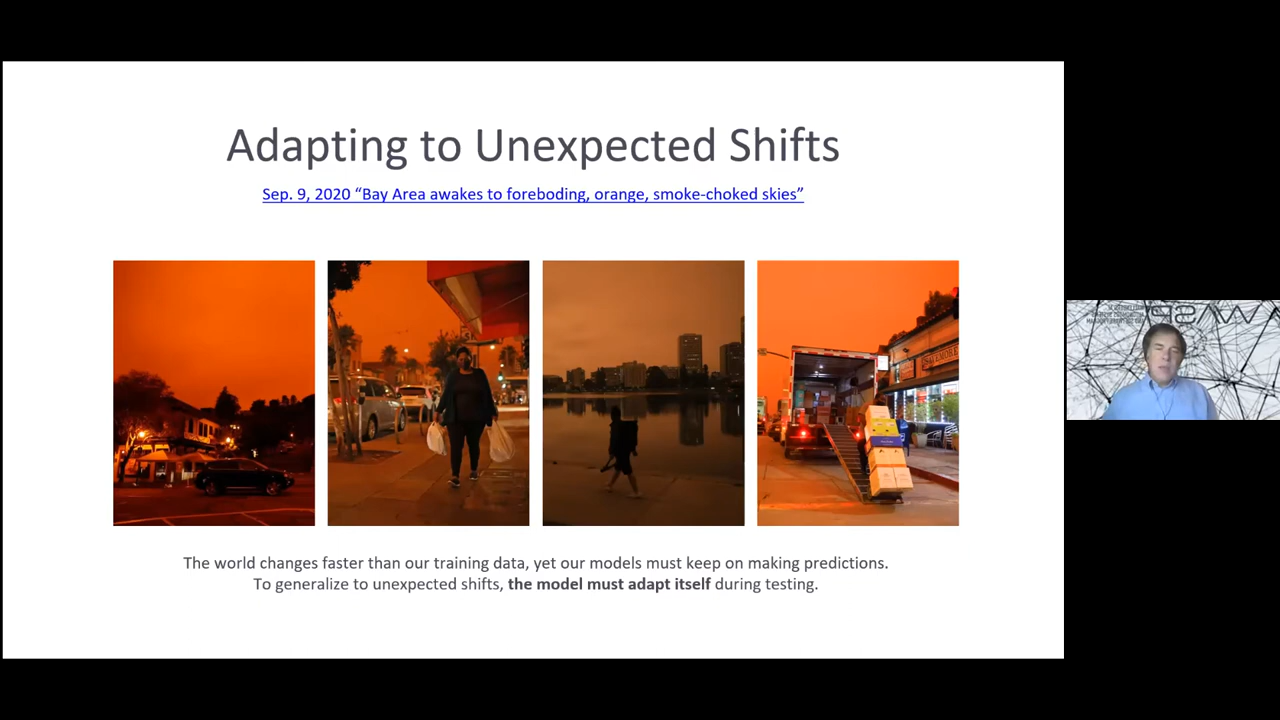 Adapting to Unexpected Shifts
Sep. 9, 2020 “Bay Area awakes to foreboding, orange, smoke-choked skies”
The world changes faster than our training data, yet our models must keep on making predictions.
To generalize to unexpected shifts, the model must adapt itself during testing.